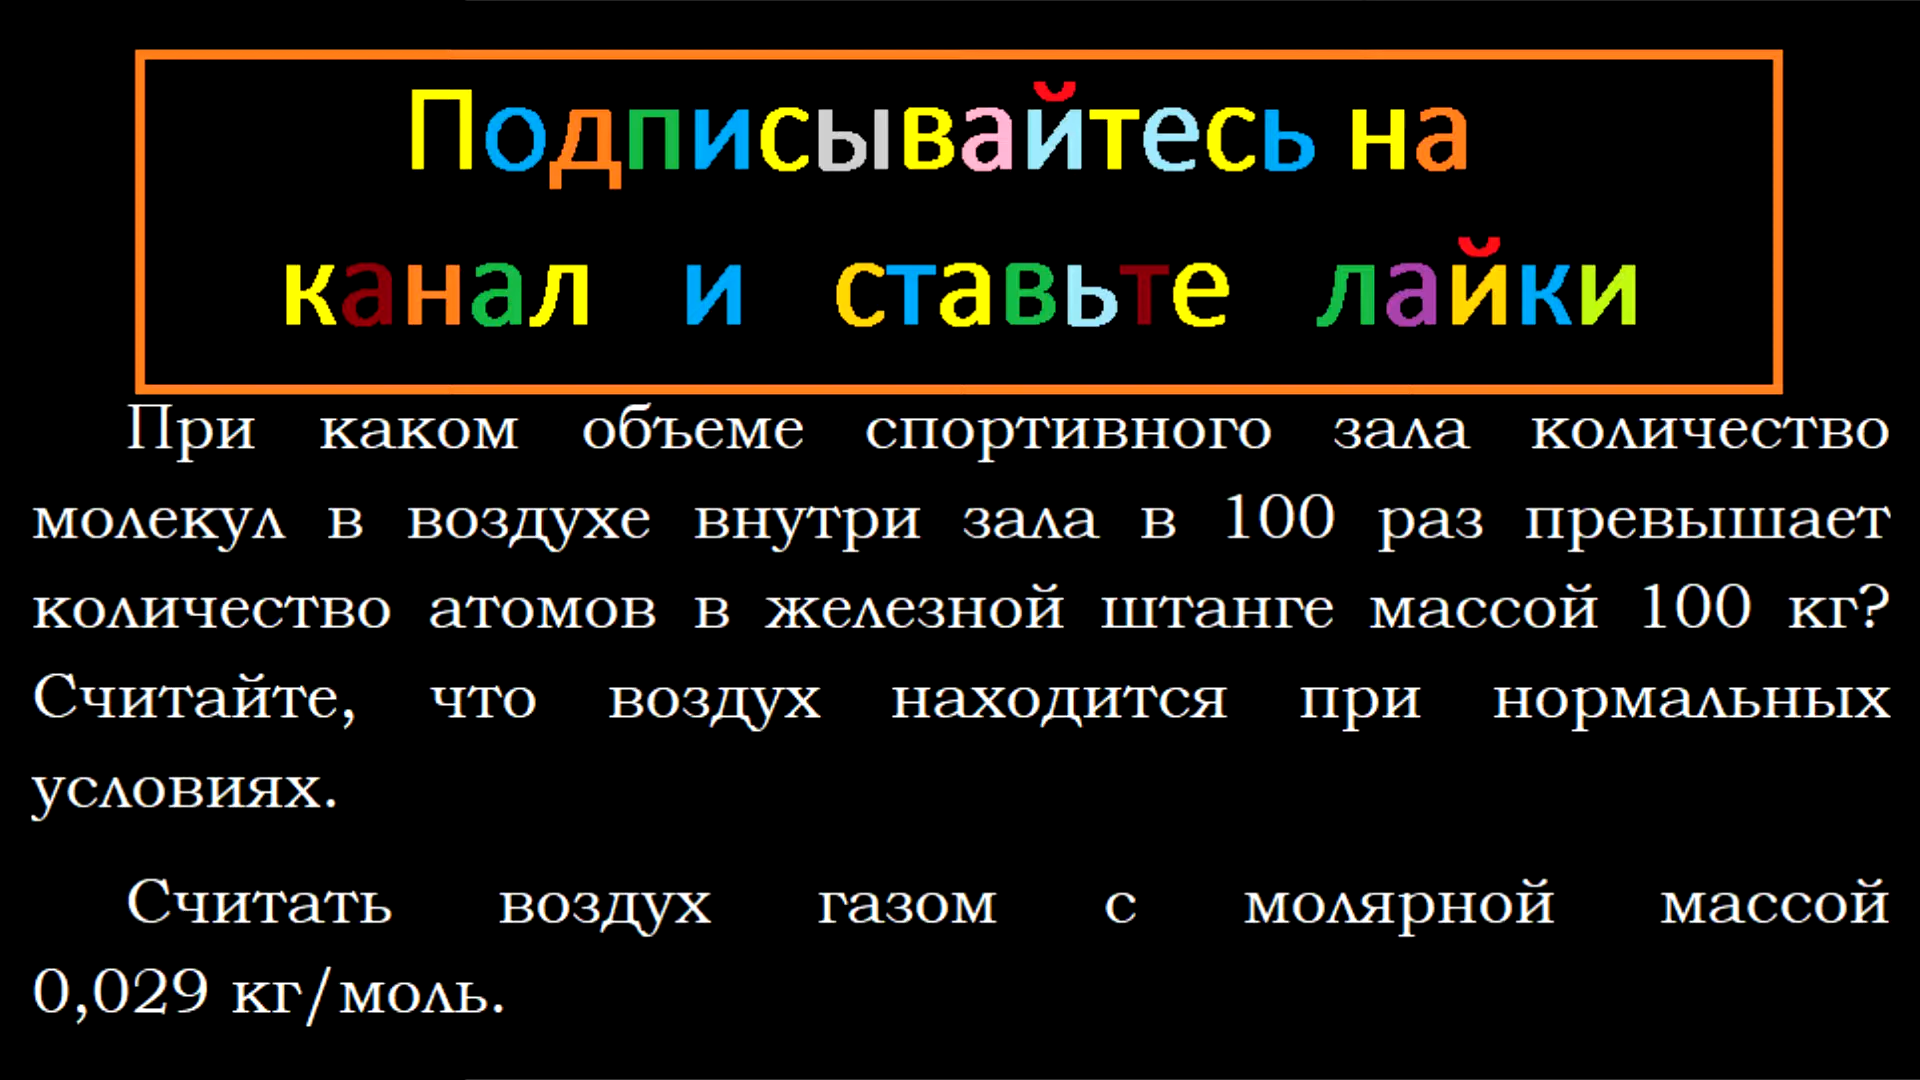 Подписывайтесь на
канал и ставьте лайки
При каком объеме спортивного зала количество
молекул в воздухе внутри зала в 100 раз превышает
количество атомов в железной штанге массой 100 кг?
Считайте, что воздух находится при нормальных
условиях.
Считать воздух газом с молярной массой
0,029 кг/моль.